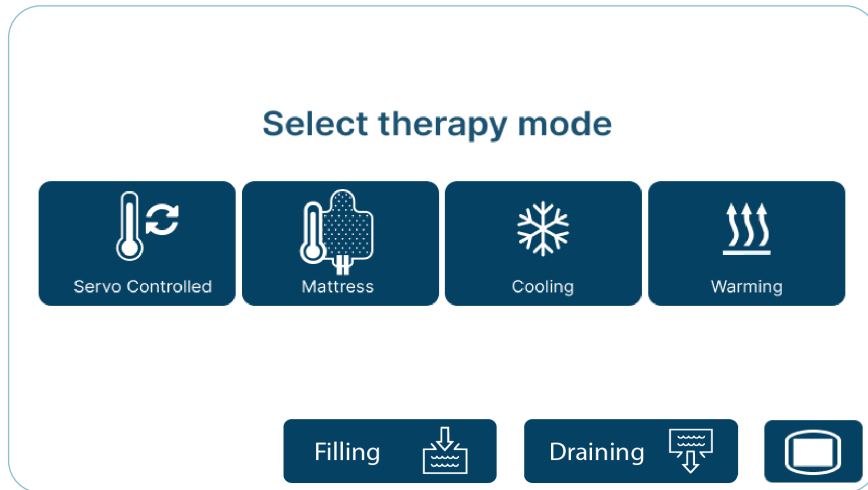 Select therapy mode
Servo Controlled
Mattress
Cooling
Warming
Filling
Draining